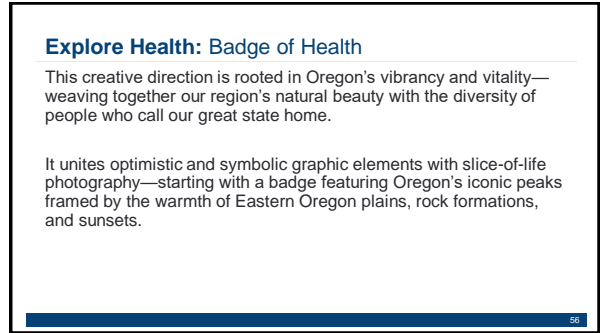 Explore Health: Badge of Health
This creative direction is rooted in Oregon’s vibrancy and vitality—
weaving together our region’s natural beauty with the diversity of
people who call our great state home.
It unites optimistic and symbolic graphic elements with slice-of-life
photography—starting with a badge featuring Oregon’s iconic peaks
framed by the warmth of Eastern Oregon plains, rock formations,
and sunsets.
56